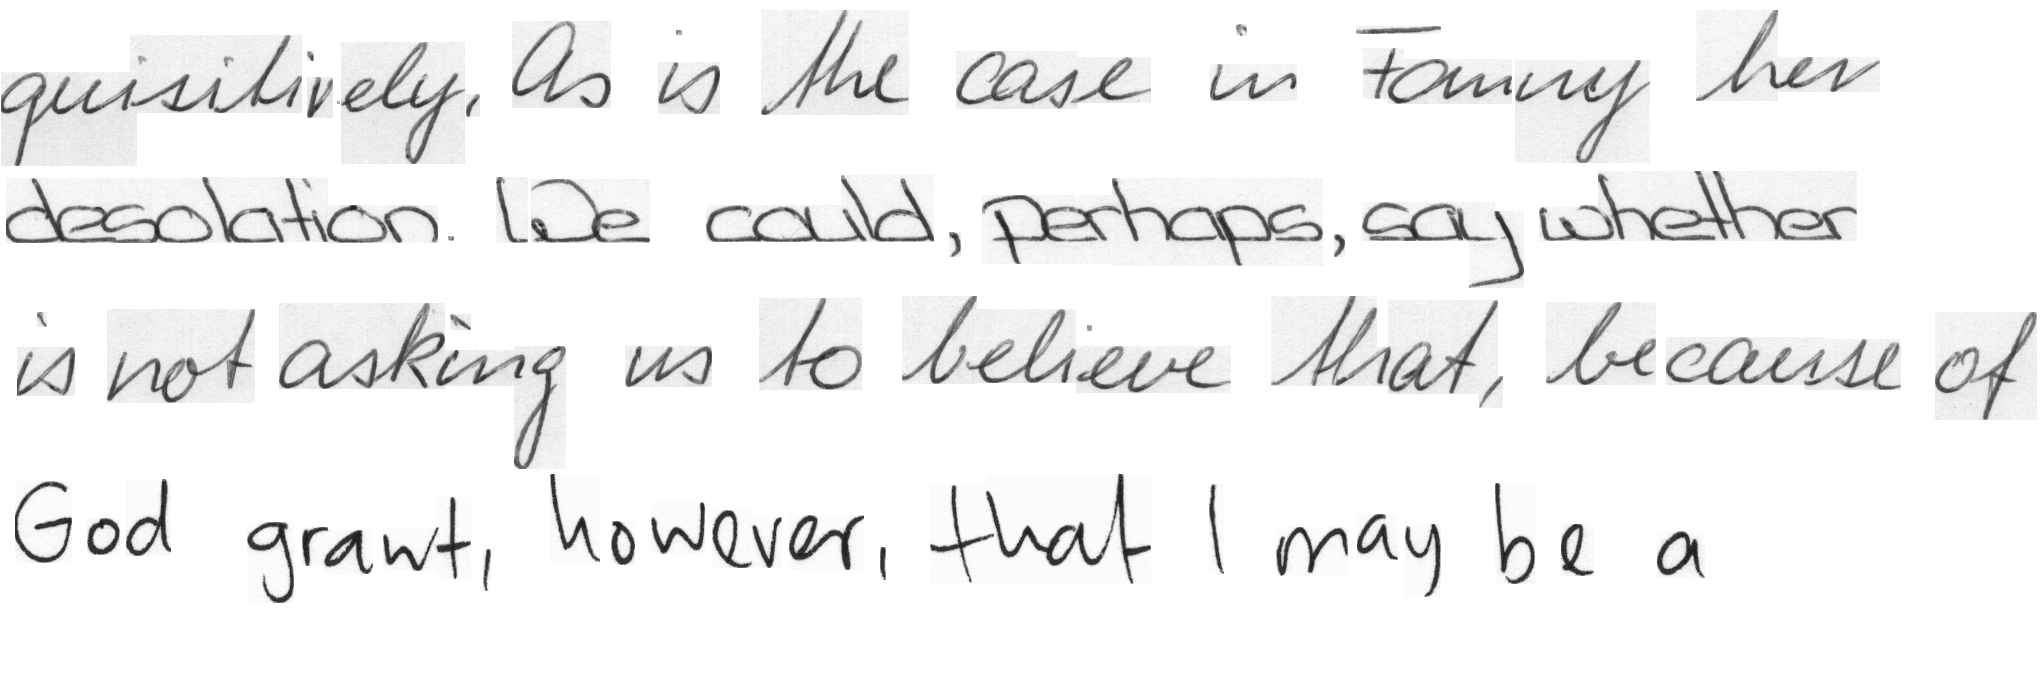 quisitively, As is the case in Fanny her
desolation. We could, perhaps, say whether
is not asking us to believe that, because of
God grant, however, that I may be a